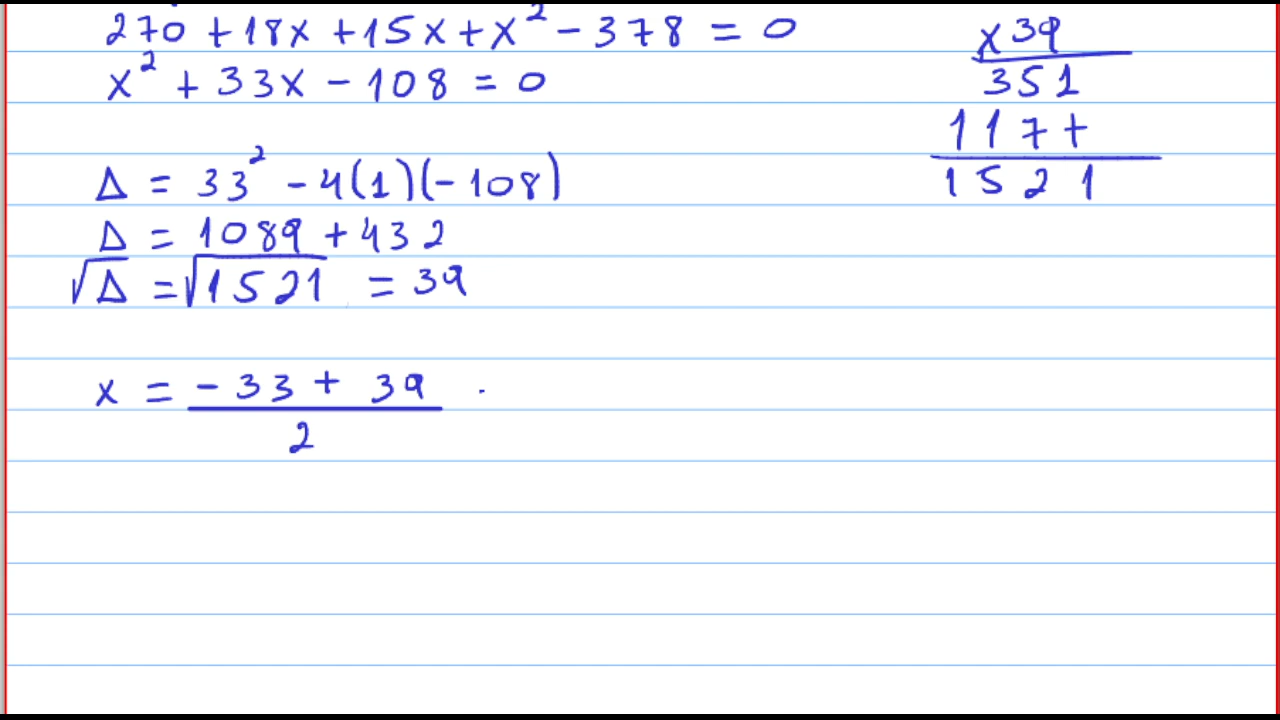 270 + 18x + 15x + x² - 378 = 0
x² + 33x - 108 = 0
Δ = 33² - 4(1)(-108)
Δ = 1089 + 432
√Δ = √1521 = 39
x = -33 + 39
2
x 39
351
117+
1521